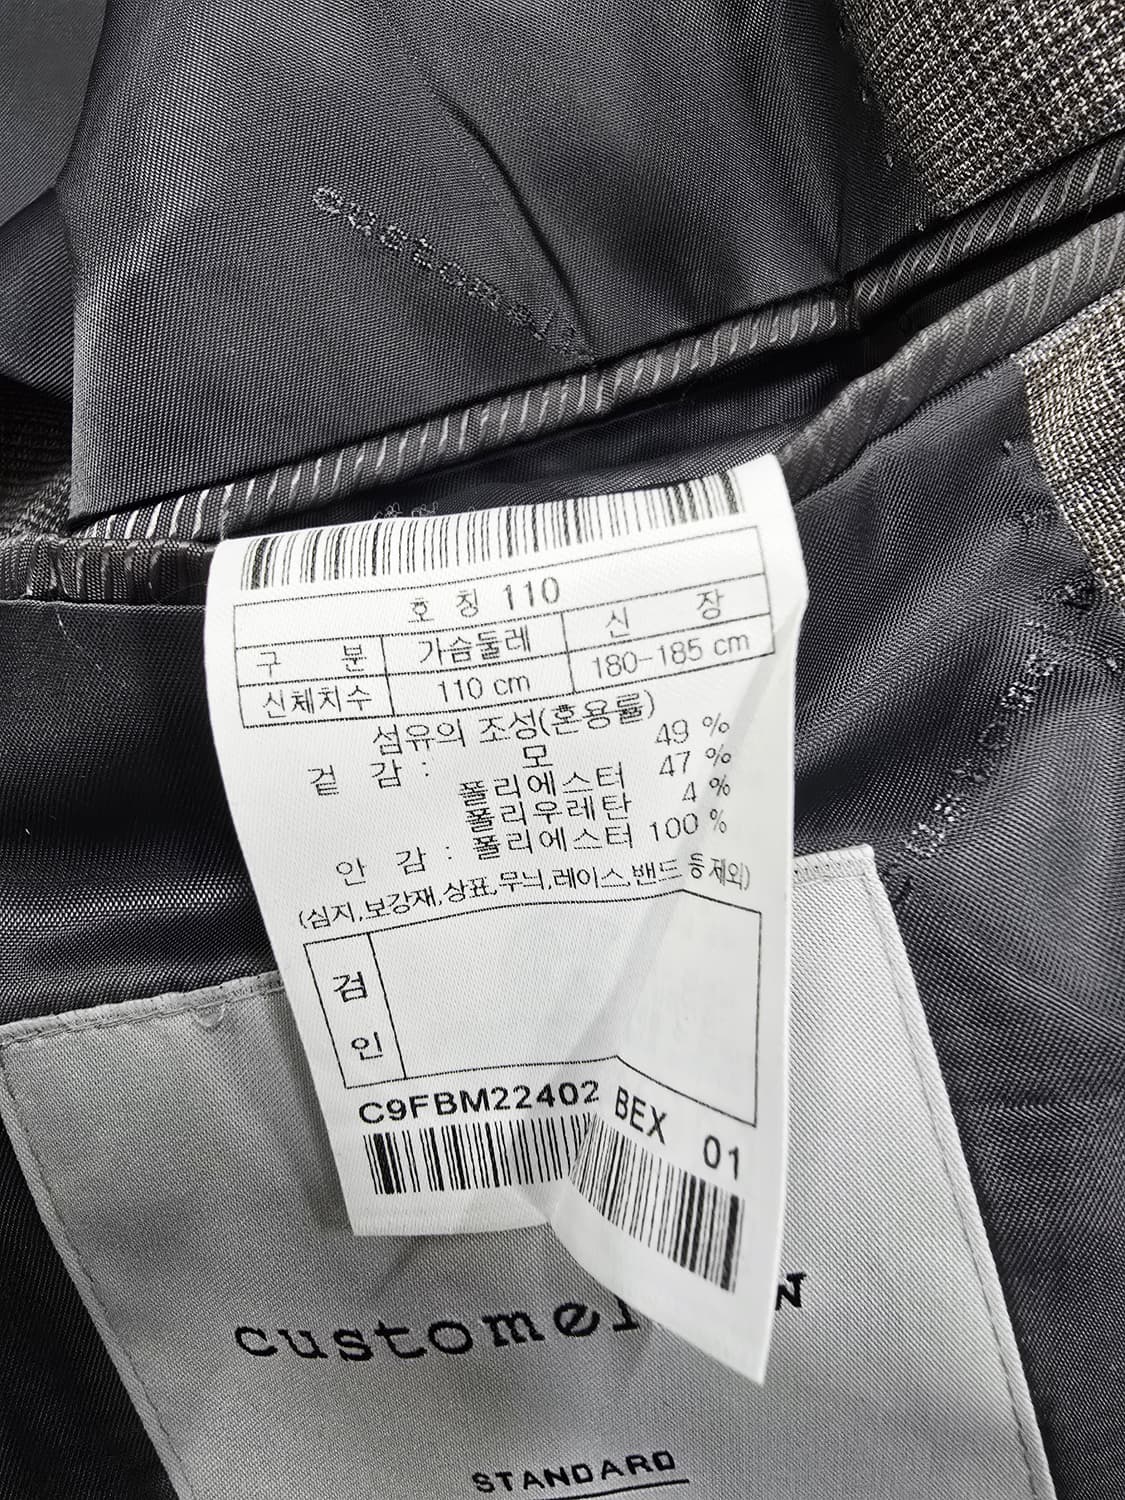 호 칭 110
구 분 가슴둘레 신 장
신체치수 110 cm 180-185 cm
섬유의 조성(혼용률)
겉 감 : 모 49 %
폴리에스터 47 %
폴리우레탄 4 %
안 감 : 폴리에스터 100 %
(심지,보강재,상표,무늬,레이스,밴드 등 제외)
검
인
C9FBM22402 BEX 01
customer
STANDARD